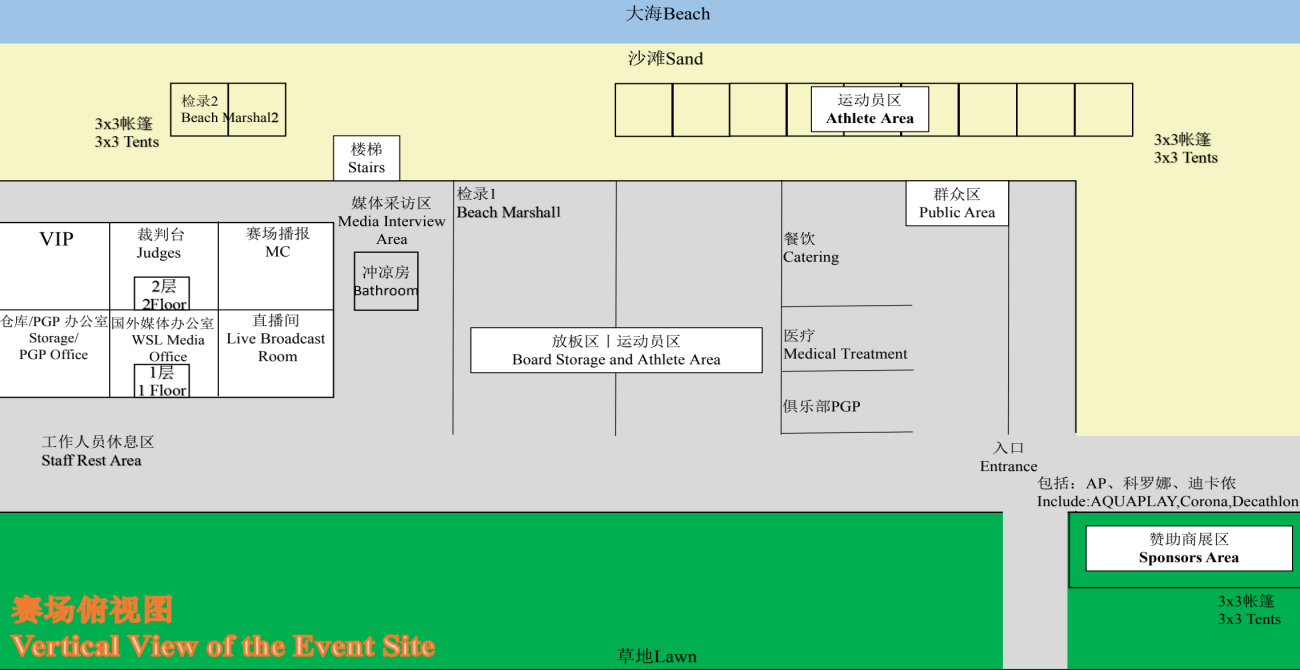 大海Beach
沙滩Sand
检录2
Beach Marshal2
3x3帐篷
3x3 Tents
运动员区
Athlete Area
3x3帐篷
3x3 Tents
楼梯
Stairs
VIP
裁判台
Judges
2层
2Floor
赛场播报
MC
仓库/PGP 办公室
Storage/
PGP Office
国外媒体办公室
WSL Media
Office
1层
1 Floor
直播间
Live Broadcast
Room
媒体采访区
Media Interview
Area
冲凉房
Bathroom
检录1
Beach Marshall
放板区丨运动员区
Board Storage and Athlete Area
群众区
Public Area
餐饮
Catering
医疗
Medical Treatment
俱乐部PGP
工作人员休息区
Staff Rest Area
入口
Entrance
包括：AP、科罗娜、迪卡侬
Include:AQUAPLAY,Corona,Decathlon
赞助商展区
Sponsors Area
3x3帐篷
3x3 Tents
赛场俯视图
Vertical View of the Event Site
草地Lawn